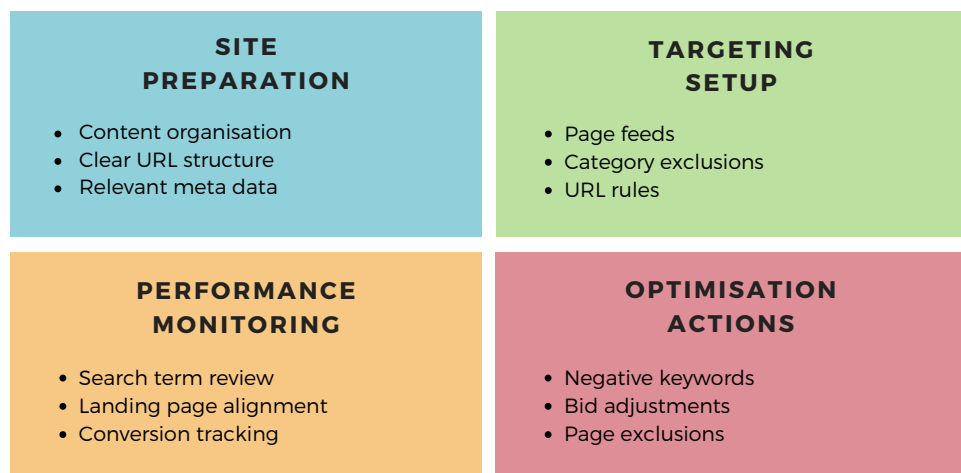 SITE
PREPARATION
• Content organisation
• Clear URL structure
• Relevant meta data
TARGETING
SETUP
• Page feeds
• Category exclusions
• URL rules
PERFORMANCE
MONITORING
• Search term review
• Landing page alignment
• Conversion tracking
OPTIMISATION
ACTIONS
• Negative keywords
• Bid adjustments
• Page exclusions